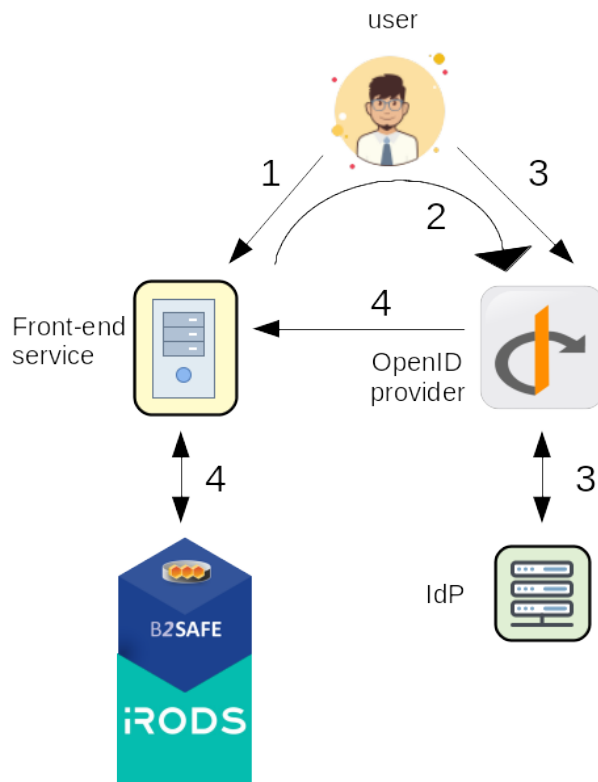 user
1
3
2
Front-end
service
4
OpenID
provider
4
3
IdP
B2SAFE
iRODS